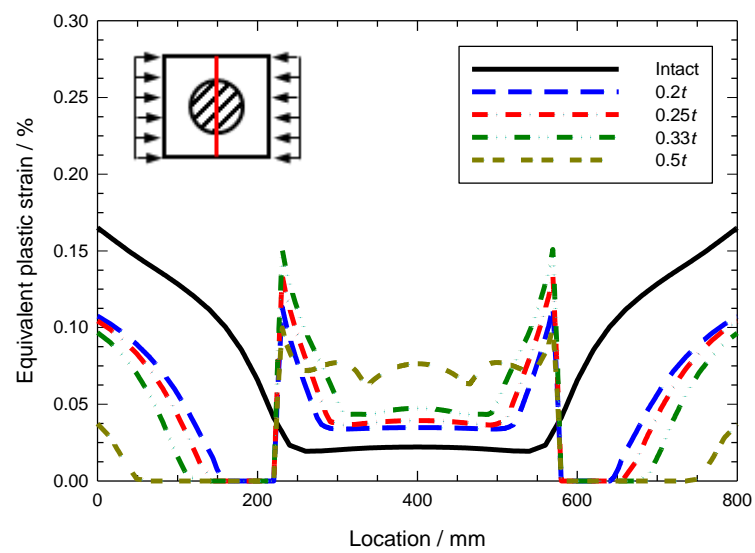 0.30
0.25
0.20
0.15
0.10
0.05
0.00
Equivalent plastic strain / %
Intact
0.2t
0.25t
0.33t
0.5t
0
200
400
600
800
Location / mm